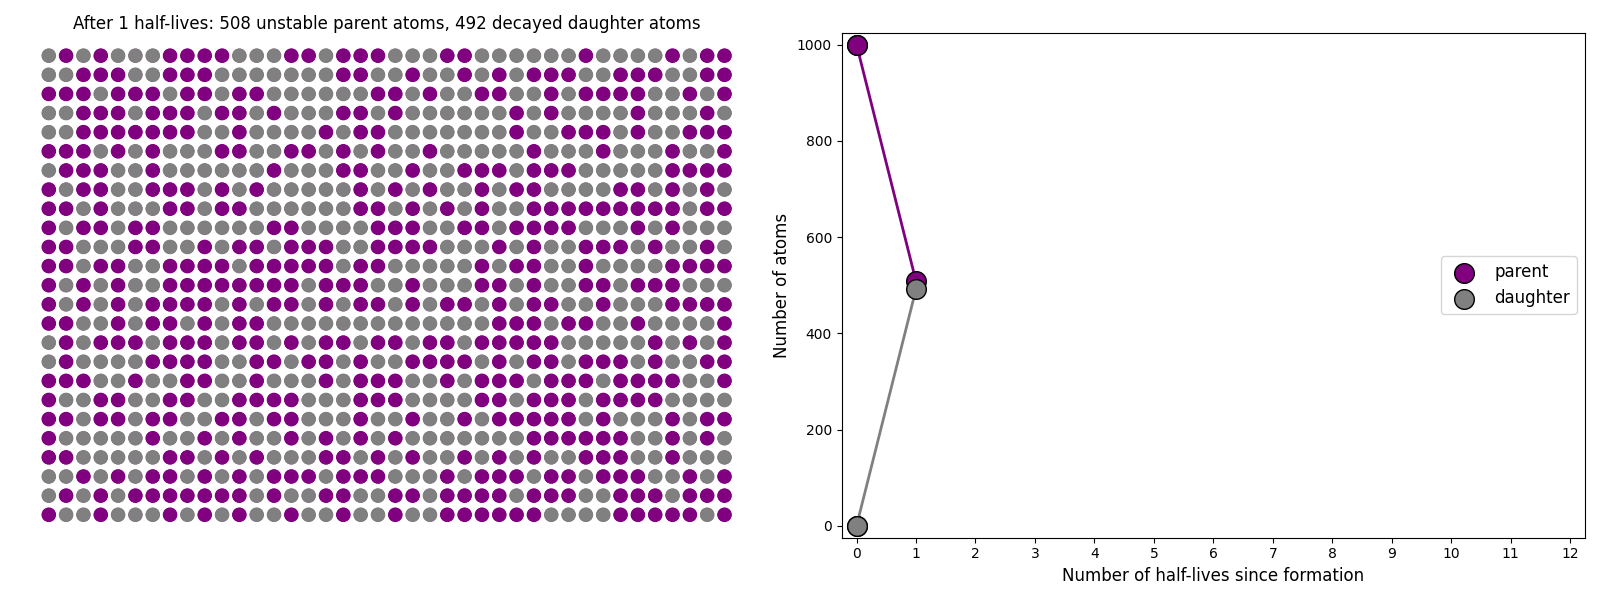 After 1 half-lives: 508 unstable parent atoms, 492 decayed daughter atoms
1000
800
600
400
200
0
Number of atoms
0 1 2 3 4 5 6 7 8 9 10 11 12
Number of half-lives since formation
parent
daughter